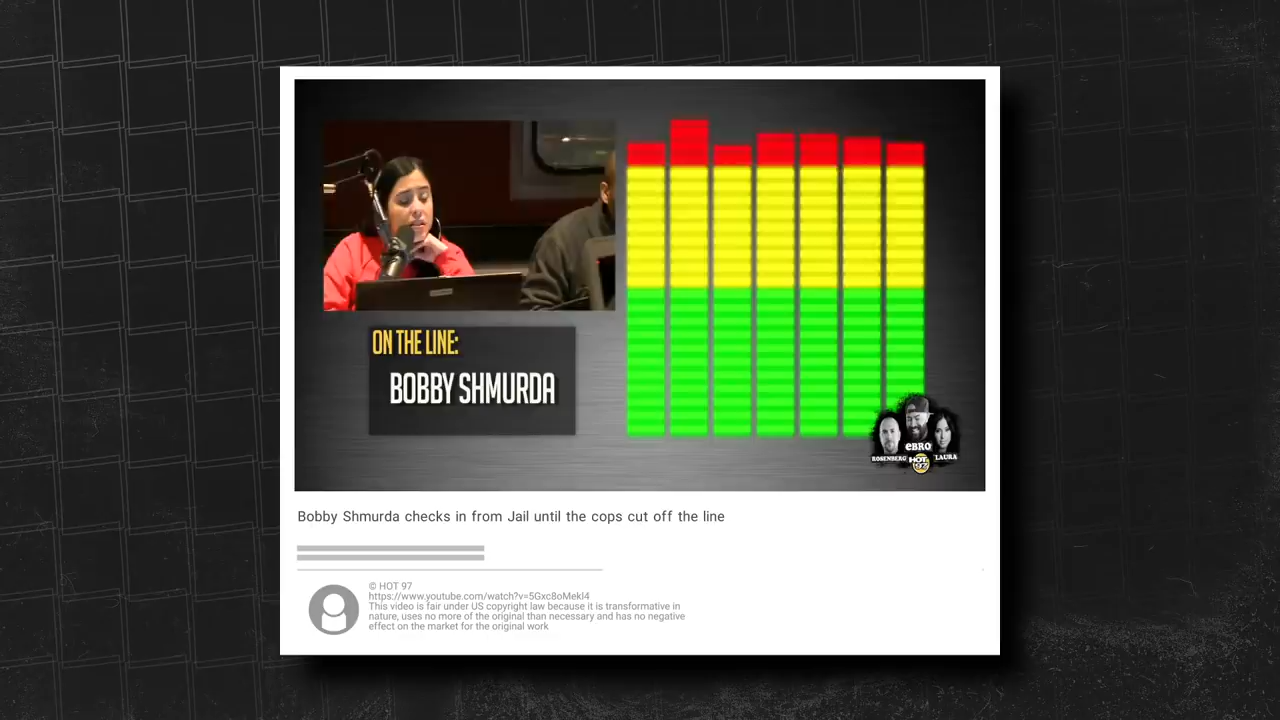 ON THE LINE:
BOBBY SHMURDA
eBRO
ROSENBERG
HOT 97
LAURA
Bobby Shmurda checks in from Jail until the cops cut off the line
© HOT 97
https://www.youtube.com/watch?v=5Gxc8oMekl4
This video is fair under US copyright law because it is transformative in
nature, uses no more of the original than necessary and has no negative
effect on the market for the original work